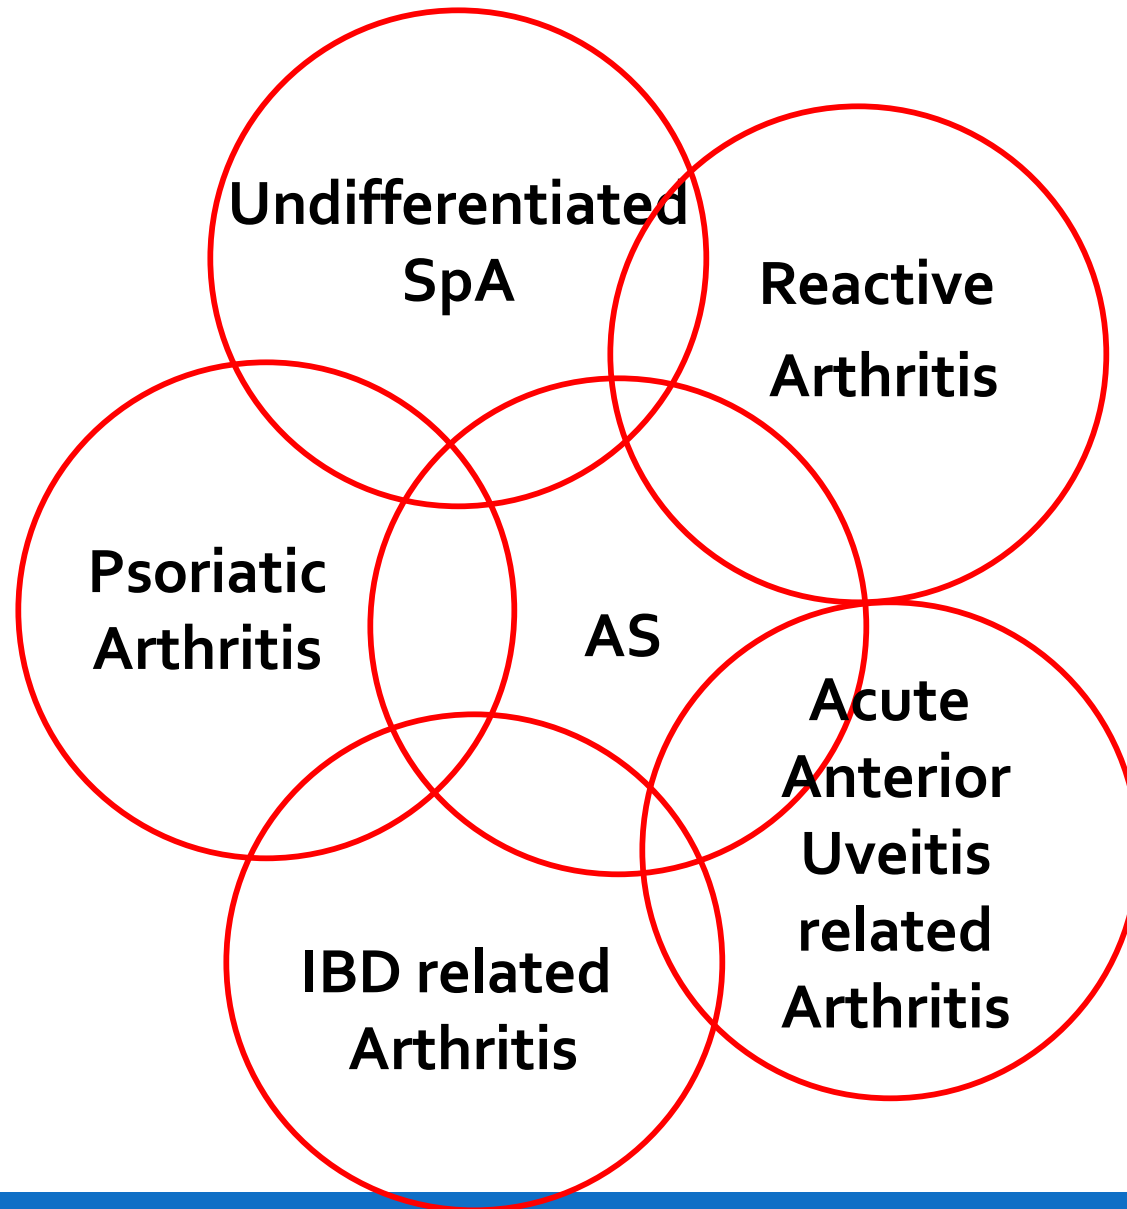 Undifferentiated
SpA
Reactive
Arthritis
Psoriatic
Arthritis
AS
Acute
Anterior
Uveitis
related
Arthritis
IBD related
Arthritis